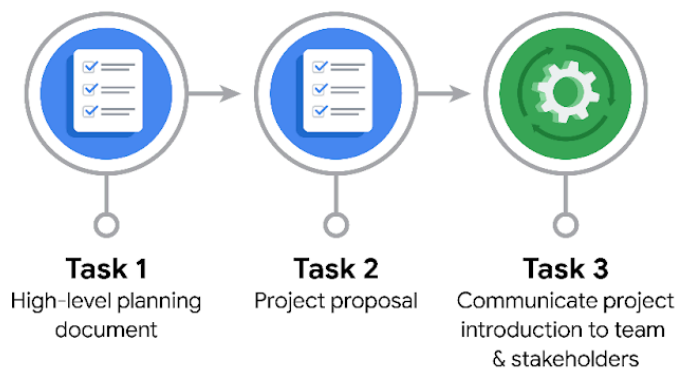 Task 1
High-level planning
document
Task 2
Project proposal
Task 3
Communicate project
introduction to team
& stakeholders